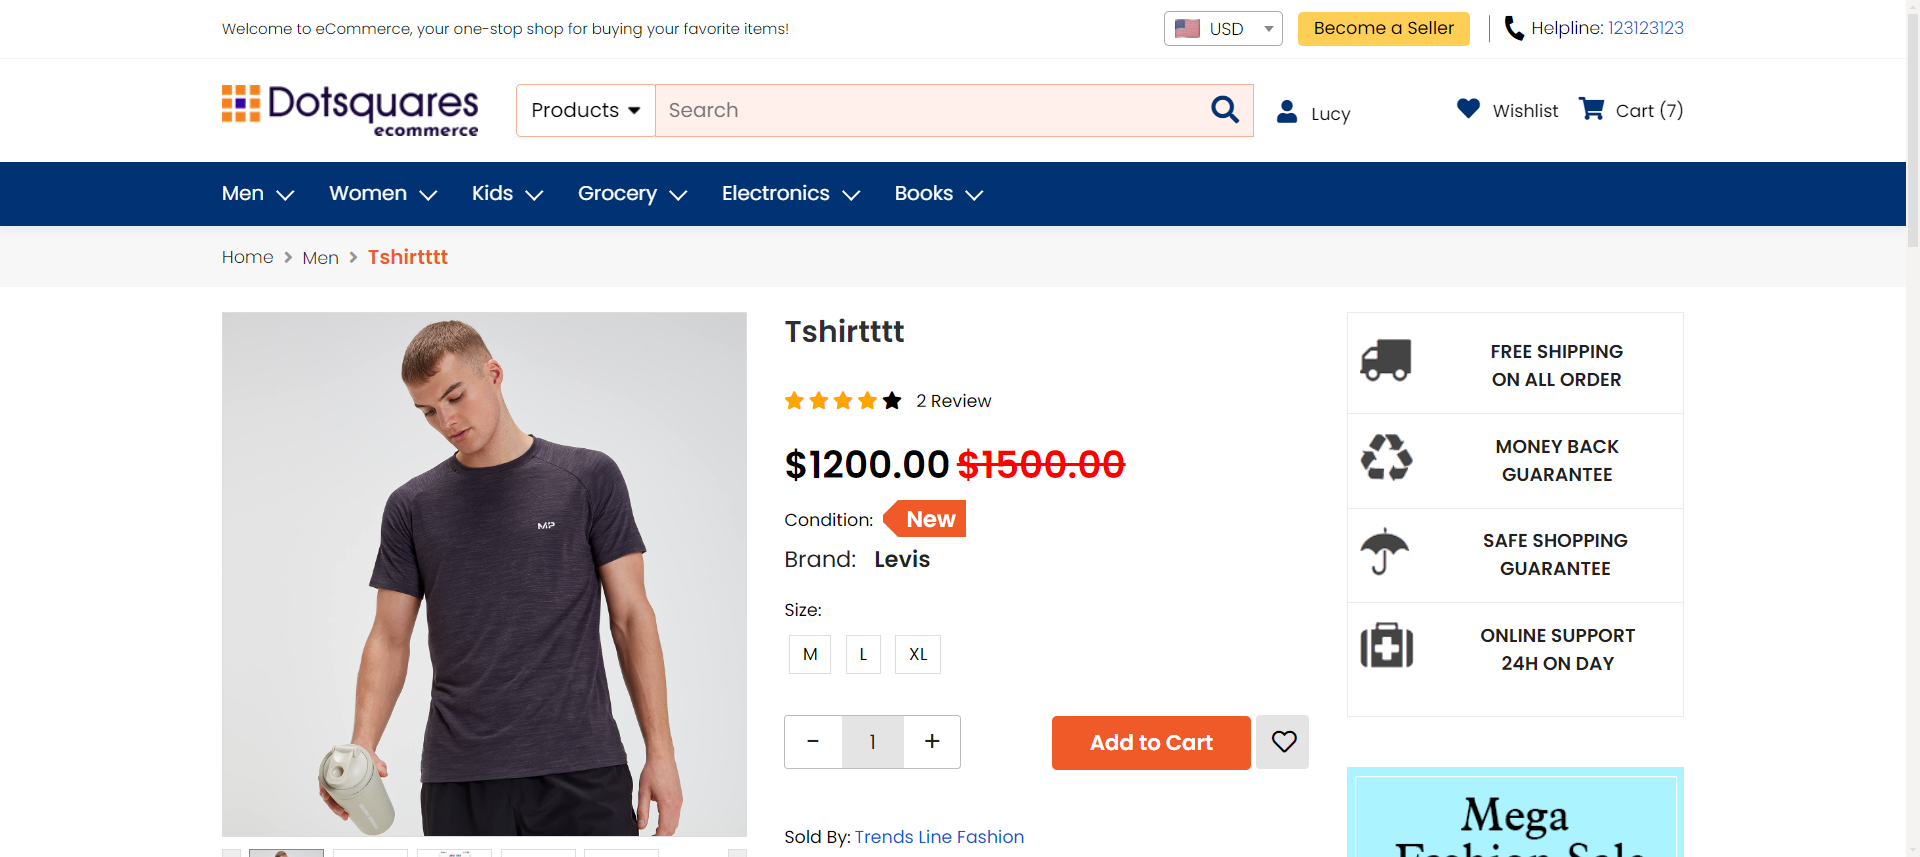 Welcome to eCommerce, your one-stop shop for buying your favorite items!
USD
Become a Seller
Helpline: 123123123
Dotsquares
ecommerce
Products
Search
Lucy
Wishlist
Cart (7)
Men
Women
Kids
Grocery
Electronics
Books
Home
Men
Tshirtttt
MP
Tshirtttt
2 Review
$1200.00 $1500.00
Condition: New
Brand: Levis
Size:
M
L
XL
-
1
+
Add to Cart
Sold By: Trends Line Fashion
FREE SHIPPING
ON ALL ORDER
MONEY BACK
GUARANTEE
SAFE SHOPPING
GUARANTEE
ONLINE SUPPORT
24H ON DAY
Mega
Fashion Sale